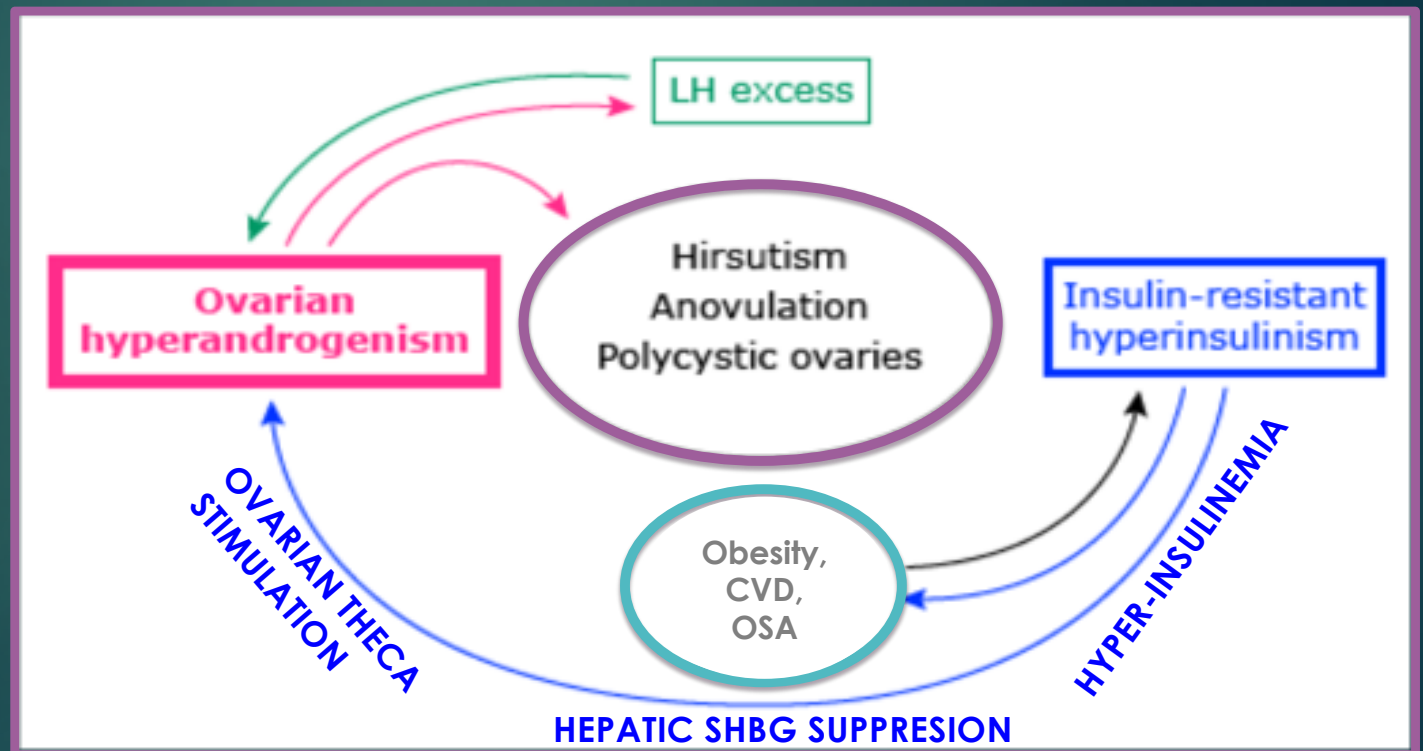 LH excess
Ovarian
hyperandrogenism
Hirsutism
Anovulation
Polycystic ovaries
Insulin-resistant
hyperinsulinism
Obesity,
CVD,
OSA
OVARIAN THECA
STIMULATION
HYPER-INSULINEMIA
HEPATIC SHBG SUPPRESION